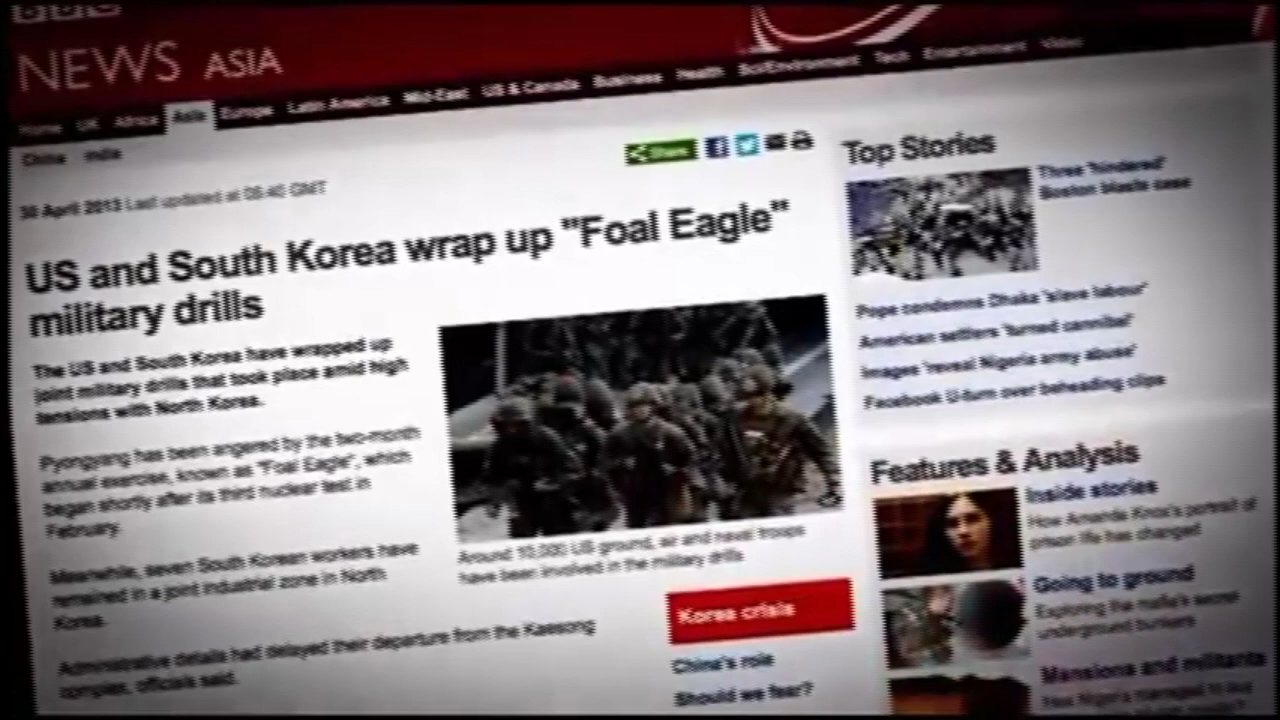 BBC
NEWS ASIA
Home UK Africa Asia Europe Latin America Mid-East US & Canada Business Health Sci/Environment Tech Entertainment Video
China India
Share
30 April 2013 Last updated at 08:40 GMT
US and South Korea wrap up "Foal Eagle"
military drills
The US and South Korea have wrapped up
joint military drills that took place amid high
tensions with North Korea.
Pyongyang has been angered by the two-month
annual exercise, known as "Foal Eagle", which
began shortly after its third nuclear test in
February.
Meanwhile, seven South Korean workers have
remained in a joint industrial zone in North
Korea.
Administrative details had delayed their departure from the Kaesong
complex, officials said.
Around 10,000 US ground, air and naval troops
have been involved in the military drills
Korea crisis
China's role
Should we fear?
Top Stories
Three 'hindered'
Boston blasts case
Pope condemns Dhaka 'slave labour'
American settlers 'turned cannibal'
Images 'reveal Nigeria army abuse'
Facebook U-turn over beheading clips
Features & Analysis
Inside stories
How Amanda Knox's portrait of
prison life has changed
Going to ground
Exploring the mafia's secret
underground bunkers
Mansions and militants